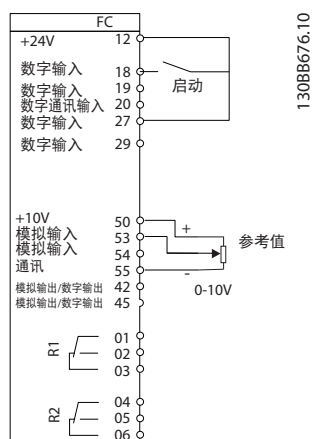 FC
+24V 12
数字输入 18
数字输入 19
数字通讯输入 20
数字输入 27
数字输入 29
启动
130BB676.10
+10V 50
模拟输入 53
模拟输入 54
通讯 55
模拟输出/数字输出 42
模拟输出/数字输出 45
+
-
参考值
0-10V
R1
01
02
03
R2
04
05
06